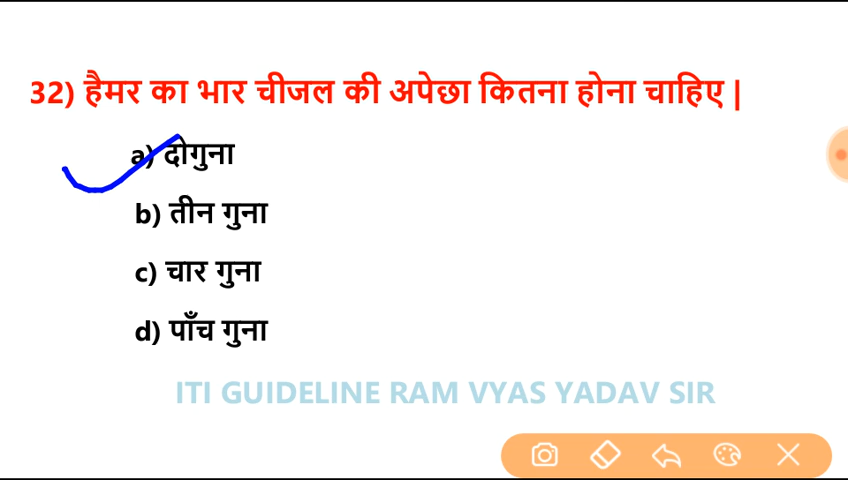 32) हैमर का भार चीजल की अपेछा कितना होना चाहिए |
a) दोगुना
b) तीन गुना
c) चार गुना
d) पाँच गुना
ITI GUIDELINE RAM VYAS YADAV SIR